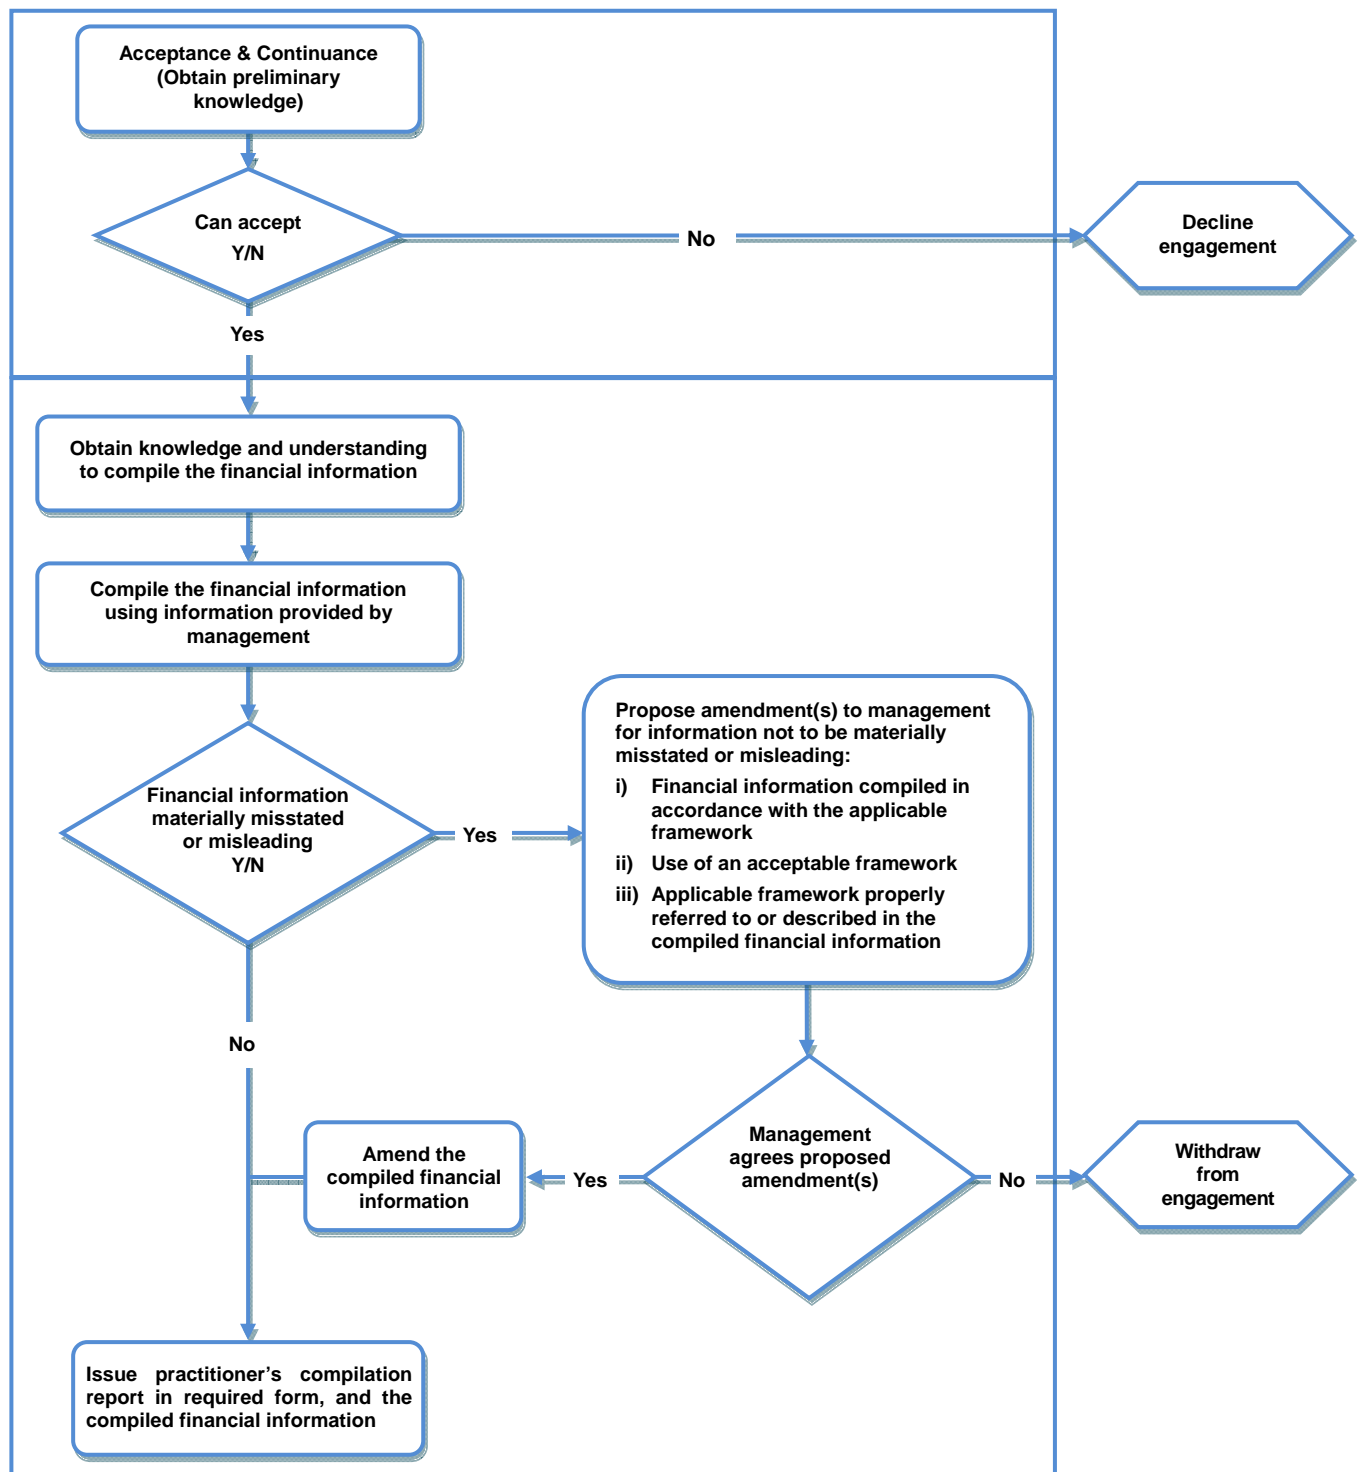 Acceptance & Continuance
(Obtain preliminary
knowledge)
Can accept
Y/N
No
Decline
engagement
Yes
Obtain knowledge and understanding
to compile the financial information
Compile the financial information
using information provided by
management
Financial information
materially misstated
or misleading
Y/N
Yes
Propose amendment(s) to management
for information not to be materially
misstated or misleading:
i) Financial information compiled in
accordance with the applicable
framework
ii) Use of an acceptable framework
iii) Applicable framework properly
referred to or described in the
compiled financial information
No
Management
agrees proposed
amendment(s)
Yes
Amend the
compiled financial
information
No
Withdraw
from
engagement
Issue practitioner’s compilation
report in required form, and the
compiled financial information